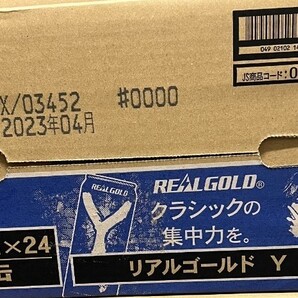 049 02102 14
JS商品コード:0
X/03452 #0000
2023年04月
REALGOLD®
クラシックの
集中力を。
×24
缶
リアルゴールド Y